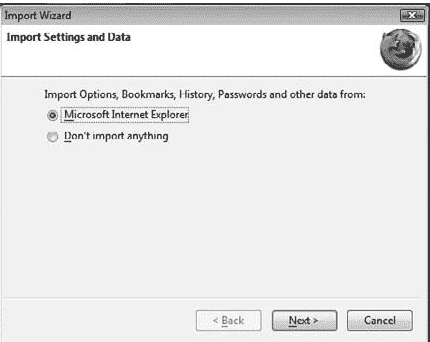 Import Wizard
Import Settings and Data
Import Options, Bookmarks, History, Passwords and other data from:
Microsoft Internet Explorer
Don't import anything
< Back Next > Cancel